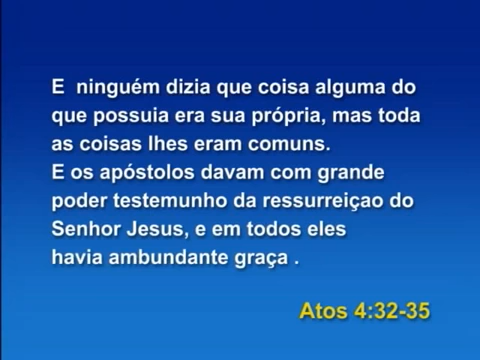 E ninguém dizia que coisa alguma do
que possuia era sua própria, mas toda
as coisas lhes eram comuns.
E os apóstolos davam com grande
poder testemunho da ressurreiçao do
Senhor Jesus, e em todos eles
havia ambundante graça .
Atos 4:32-35